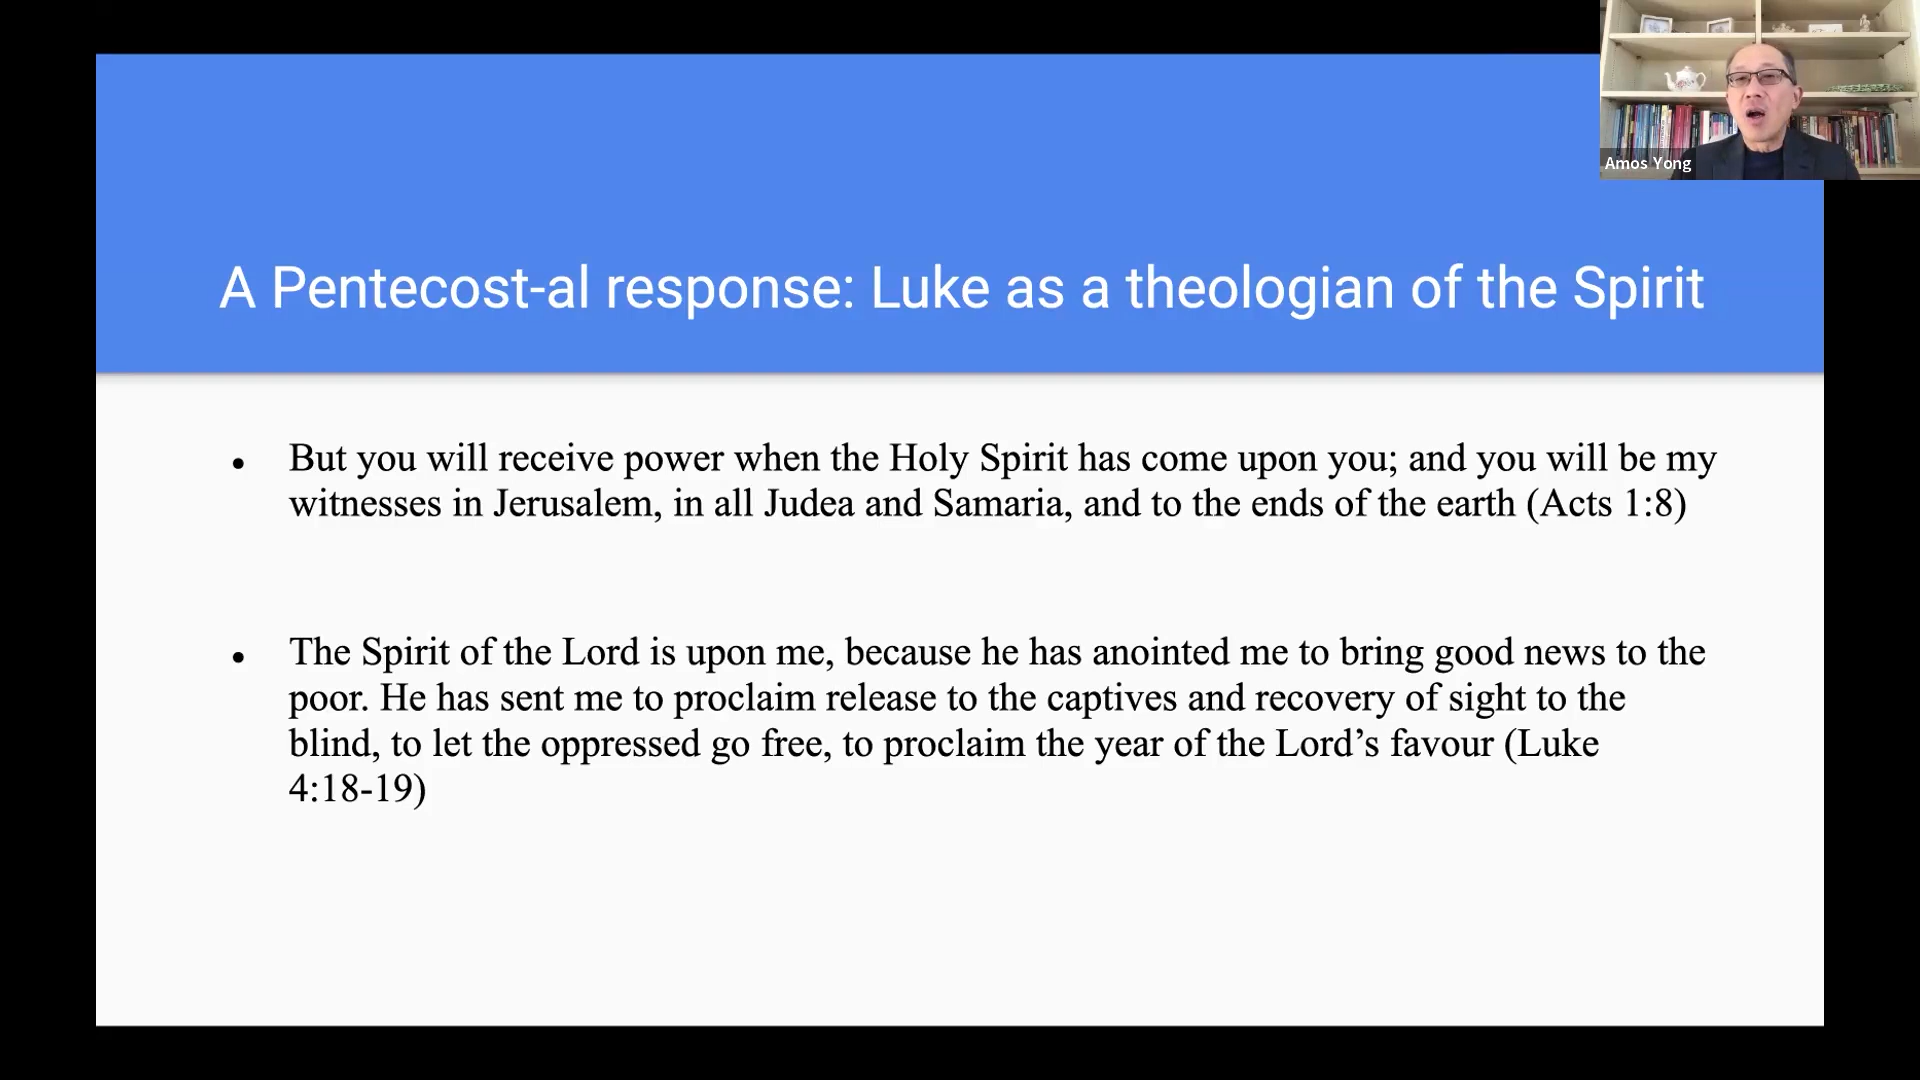 Amos Yong
A Pentecost-al response: Luke as a theologian of the Spirit
• But you will receive power when the Holy Spirit has come upon you; and you will be my
witnesses in Jerusalem, in all Judea and Samaria, and to the ends of the earth (Acts 1:8)
• The Spirit of the Lord is upon me, because he has anointed me to bring good news to the
poor. He has sent me to proclaim release to the captives and recovery of sight to the
blind, to let the oppressed go free, to proclaim the year of the Lord’s favour (Luke
4:18-19)